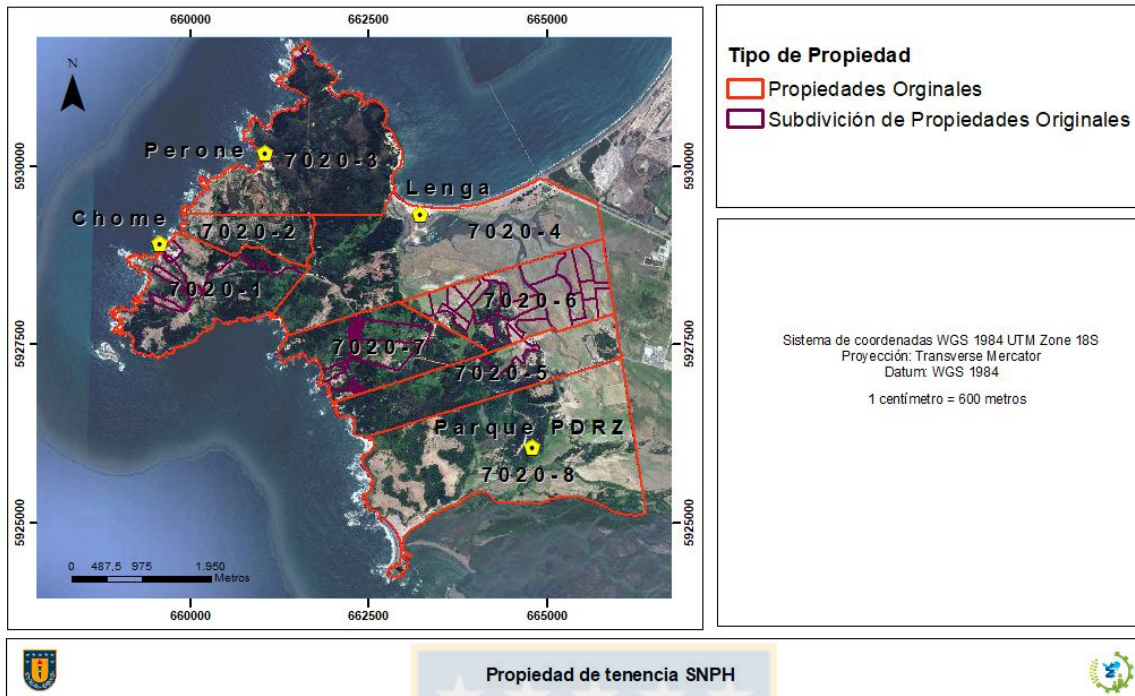 660000 662500 665000
Tipo de Propiedad
Propiedades Orginales
Subdivición de Propiedades Originales
N
Perone
7020-3
5930000 5930000
Lenga
Chome
7020-2
7020-4
7020-1
7020-6
5927500 5927500
7020-7
7020-5
Parque PDRZ
7020-8
5925000 5925000
0 487,5 975 1.950
Metros
660000 662500 665000
Sistema de coordenadas WGS 1984 UTM Zone 18S
Proyección: Transverse Mercator
Datum: WGS 1984
1 centímetro = 600 metros
Propiedad de tenencia SNPH